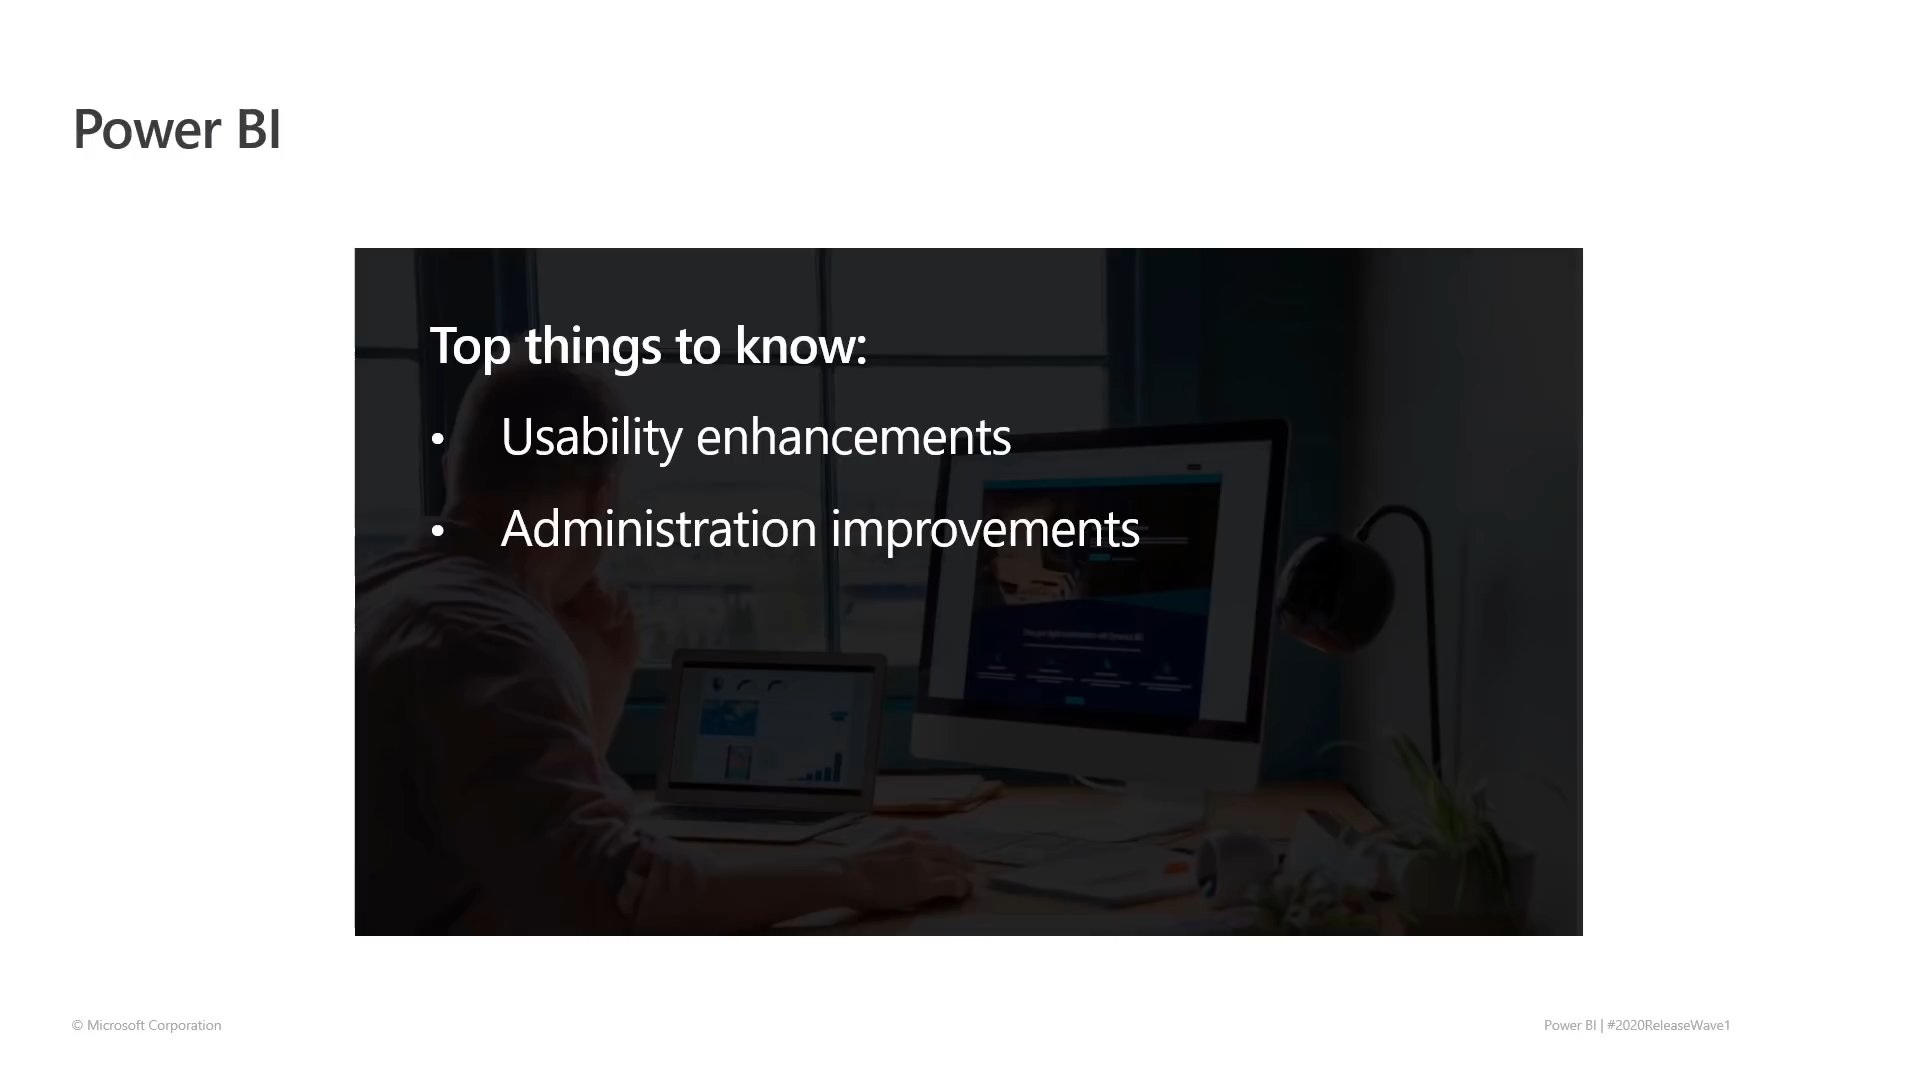 Power BI
Top things to know:
• Usability enhancements
• Administration improvements
© Microsoft Corporation
Power BI | #2020ReleaseWave1